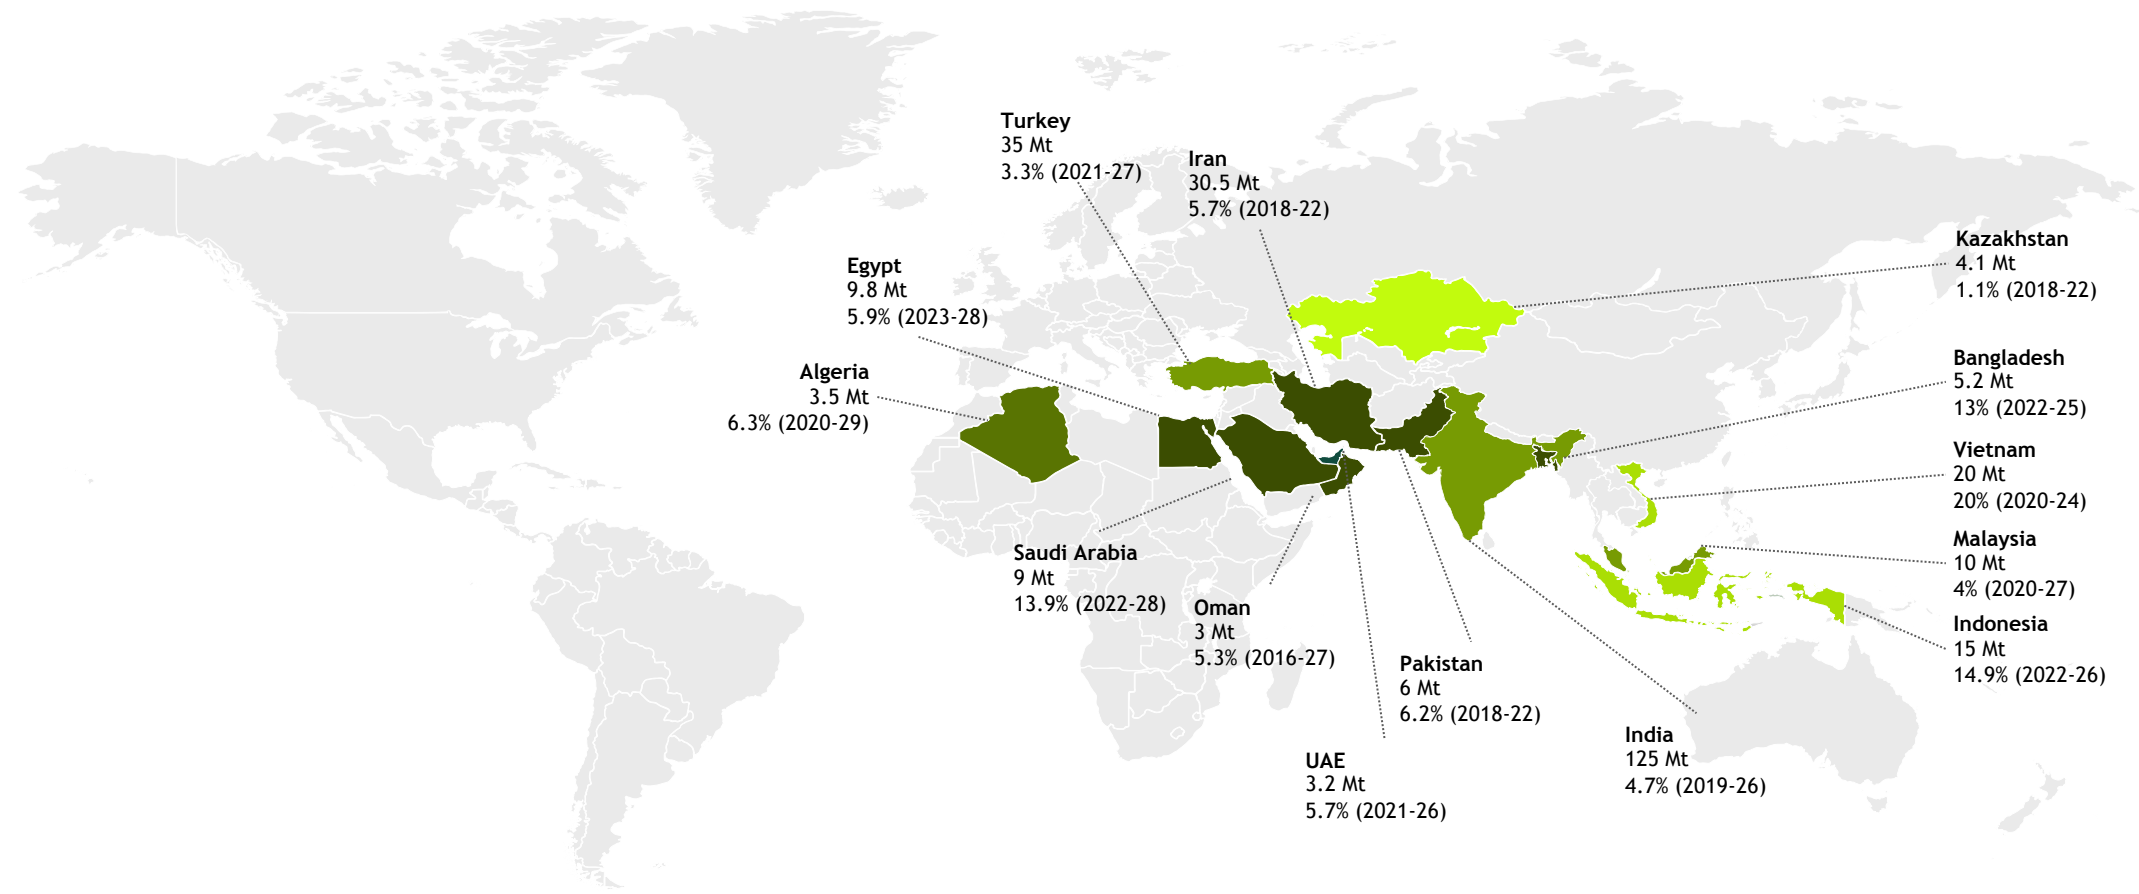 Turkey
35 Mt
3.3% (2021-27)
Iran
30.5 Mt
5.7% (2018-22)
Kazakhstan
4.1 Mt
1.1% (2018-22)
Egypt
9.8 Mt
5.9% (2023-28)
Bangladesh
5.2 Mt
13% (2022-25)
Algeria
3.5 Mt
6.3% (2020-29)
Vietnam
20 Mt
20% (2020-24)
Malaysia
10 Mt
4% (2020-27)
Saudi Arabia
9 Mt
13.9% (2022-28)
Oman
3 Mt
5.3% (2016-27)
Indonesia
15 Mt
14.9% (2022-26)
Pakistan
6 Mt
6.2% (2018-22)
India
125 Mt
4.7% (2019-26)
UAE
3.2 Mt
5.7% (2021-26)